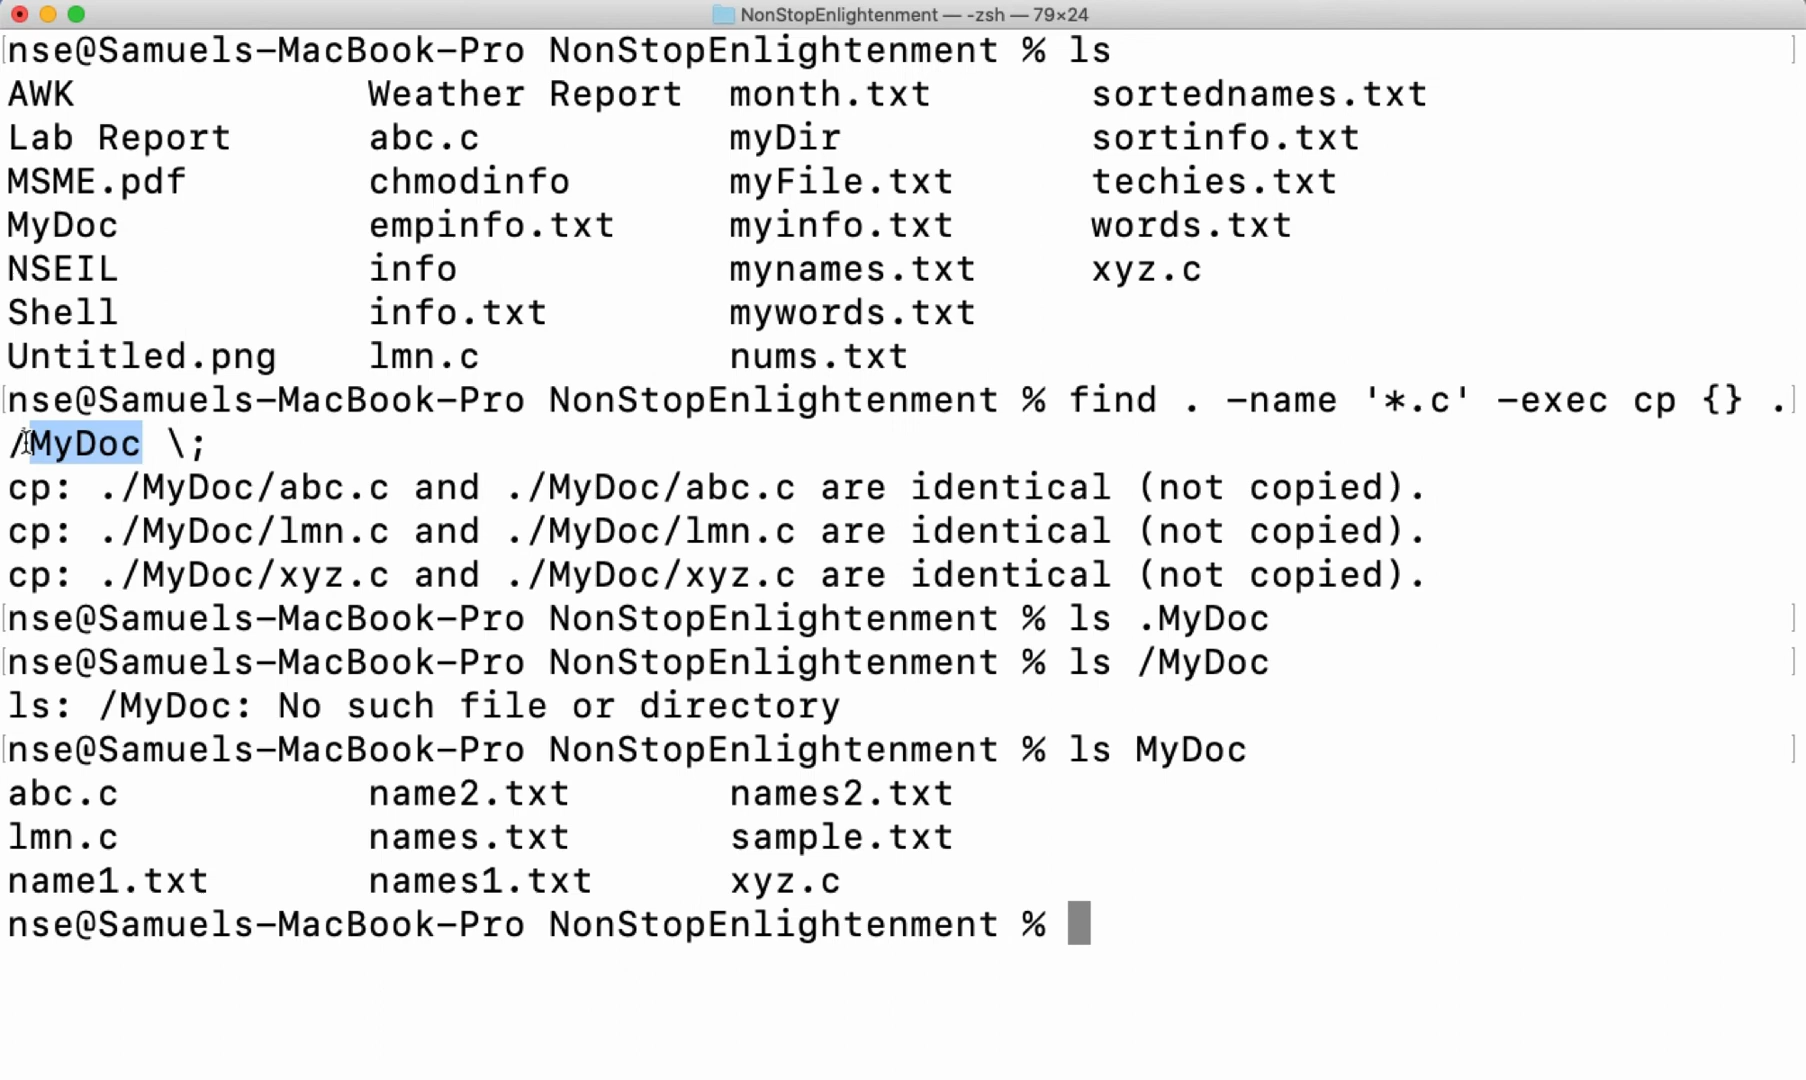 NonStopEnlightenment — -zsh — 79×24
nse@Samuels-MacBook-Pro NonStopEnlightenment % ls
AWK Weather Report month.txt sortednames.txt
Lab Report abc.c myDir sortinfo.txt
MSME.pdf chmodinfo myFile.txt techies.txt
MyDoc empinfo.txt myinfo.txt words.txt
NSEIL info mynames.txt xyz.c
Shell info.txt mywords.txt
Untitled.png lmn.c nums.txt
nse@Samuels-MacBook-Pro NonStopEnlightenment % find . -name '*.c' -exec cp {} .
/MyDoc \;
cp: ./MyDoc/abc.c and ./MyDoc/abc.c are identical (not copied).
cp: ./MyDoc/lmn.c and ./MyDoc/lmn.c are identical (not copied).
cp: ./MyDoc/xyz.c and ./MyDoc/xyz.c are identical (not copied).
nse@Samuels-MacBook-Pro NonStopEnlightenment % ls .MyDoc
nse@Samuels-MacBook-Pro NonStopEnlightenment % ls /MyDoc
ls: /MyDoc: No such file or directory
nse@Samuels-MacBook-Pro NonStopEnlightenment % ls MyDoc
abc.c name2.txt names2.txt
lmn.c names.txt sample.txt
name1.txt names1.txt xyz.c
nse@Samuels-MacBook-Pro NonStopEnlightenment %